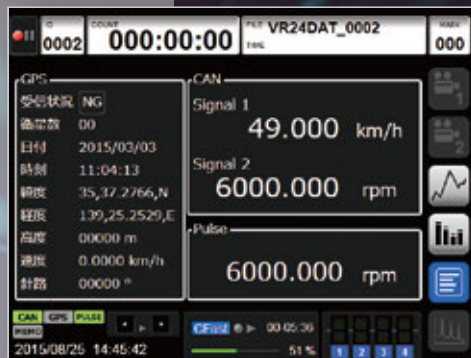 ID
0002
COUNT
000:00:00
FILE VR24DAT_0002
TIME
MARK
000
GPS
受信状況 NG
衛星数 00
日付 2015/03/03
時刻 11:04:13
緯度 35,37.2766,N
経度 139,25.2529,E
高度 00000 m
速度 0.0000 km/h
針路 00000 °
CAN
Signal 1
49.000 km/h
Signal 2
6000.000 rpm
Pulse
6000.000 rpm
1
2
CAN GPS PULSE
MEMO
2015/08/25 14:45:42
CFast 00:05:36
51 %
1 2 3 4